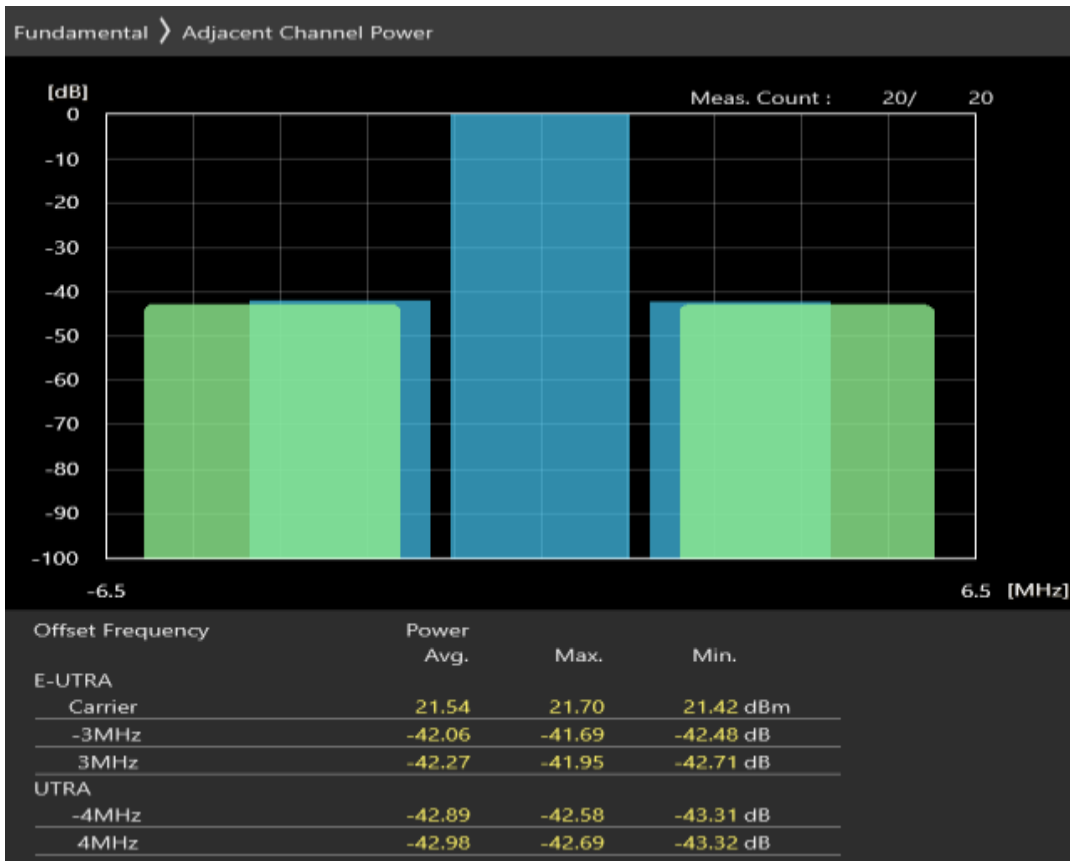 Fundamental 〉 Adjacent Channel Power
[dB]
Meas. Count : 20/ 20
0
-10
-20
-30
-40
-50
-60
-70
-80
-90
-100
-6.5 6.5 [MHz]
Offset Frequency Power
Avg. Max. Min.
E-UTRA
Carrier 21.54 21.70 21.42 dBm
-3MHz -42.06 -41.69 -42.48 dB
3MHz -42.27 -41.95 -42.71 dB
UTRA
-4MHz -42.89 -42.58 -43.31 dB
4MHz -42.98 -42.69 -43.32 dB